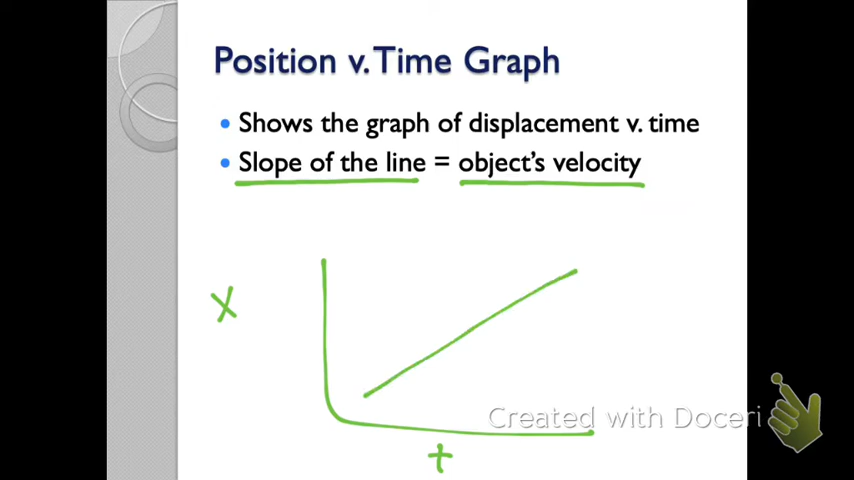 Position v. Time Graph
Shows the graph of displacement v. time
Slope of the line = object's velocity
X
Created with Doceri
t